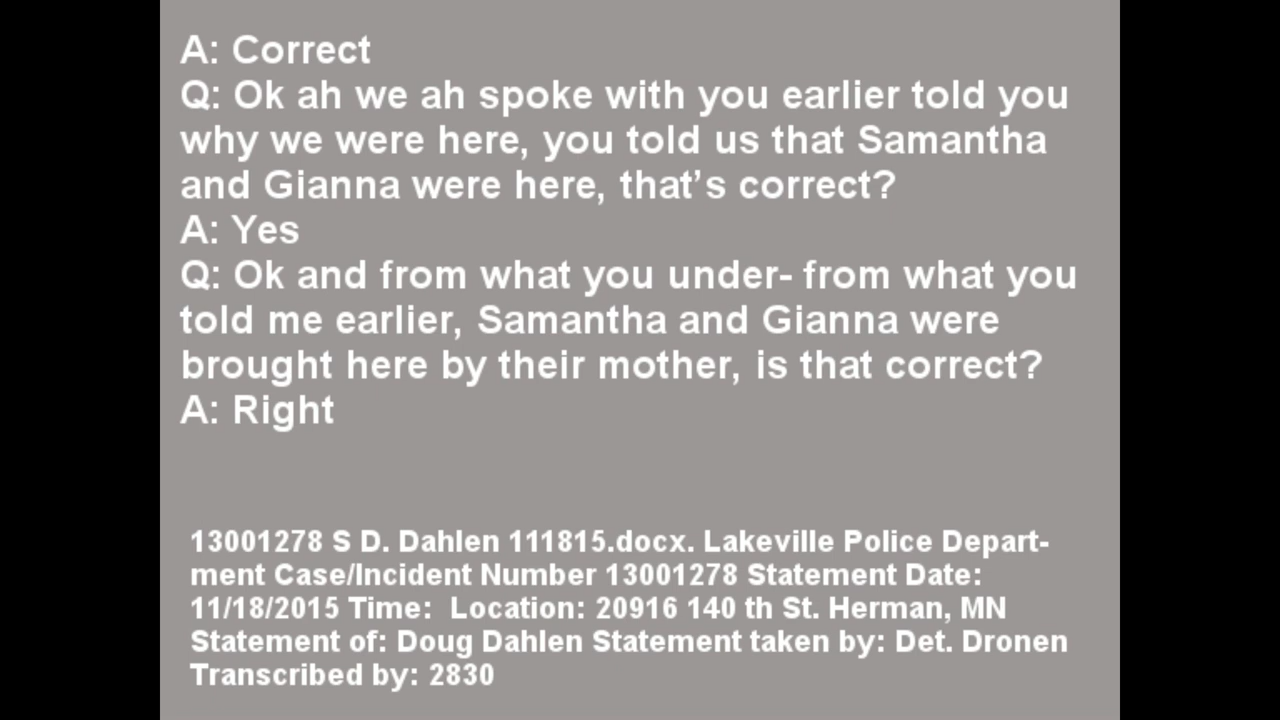 A: Correct
Q: Ok ah we ah spoke with you earlier told you
why we were here, you told us that Samantha
and Gianna were here, that’s correct?
A: Yes
Q: Ok and from what you under- from what you
told me earlier, Samantha and Gianna were
brought here by their mother, is that correct?
A: Right
13001278 S D. Dahlen 111815.docx. Lakeville Police Depart-
ment Case/Incident Number 13001278 Statement Date:
11/18/2015 Time:  Location: 20916 140 th St. Herman, MN
Statement of: Doug Dahlen Statement taken by: Det. Dronen
Transcribed by: 2830